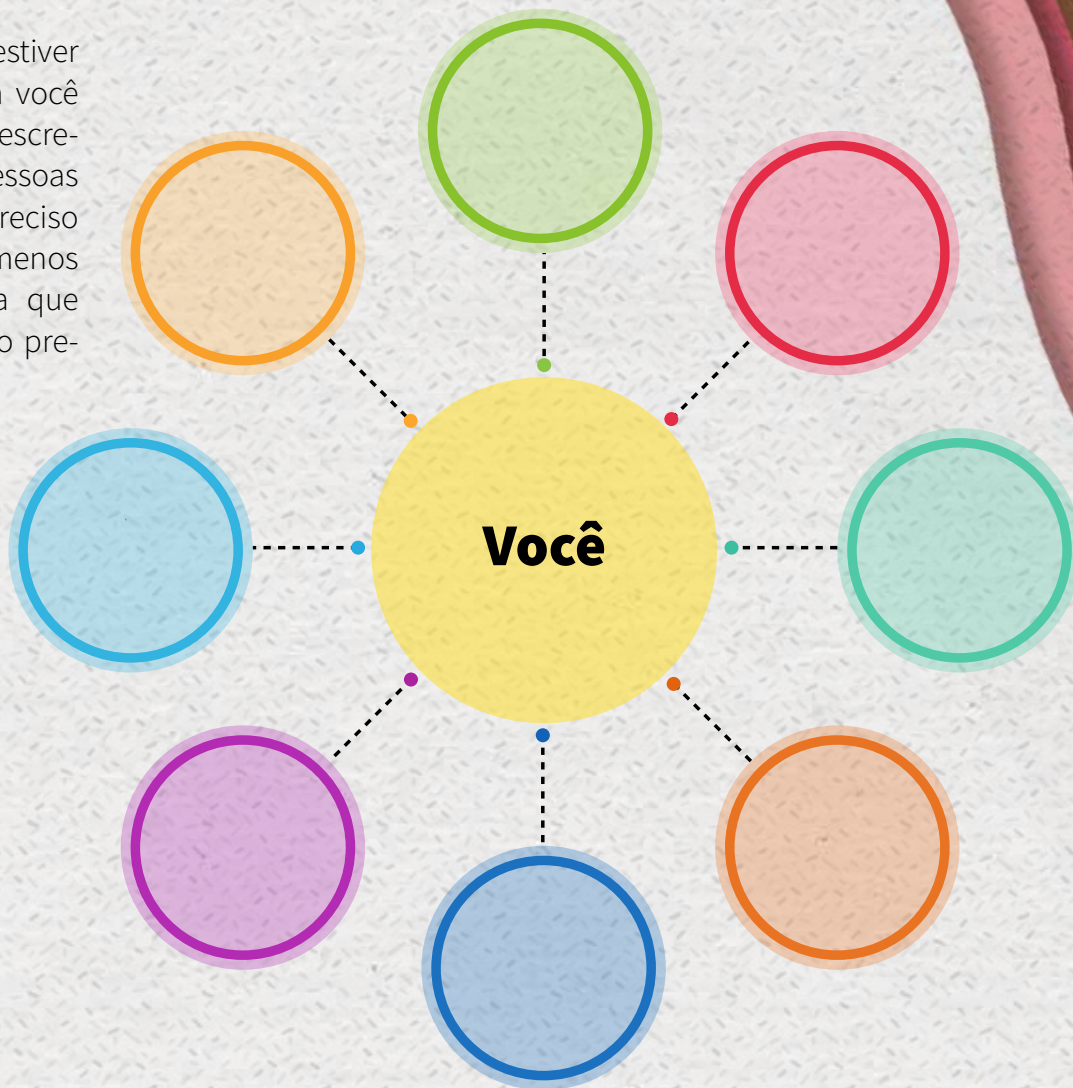 estiver
você
escre-
essoas
reciso
menos
que
o pre-
Você